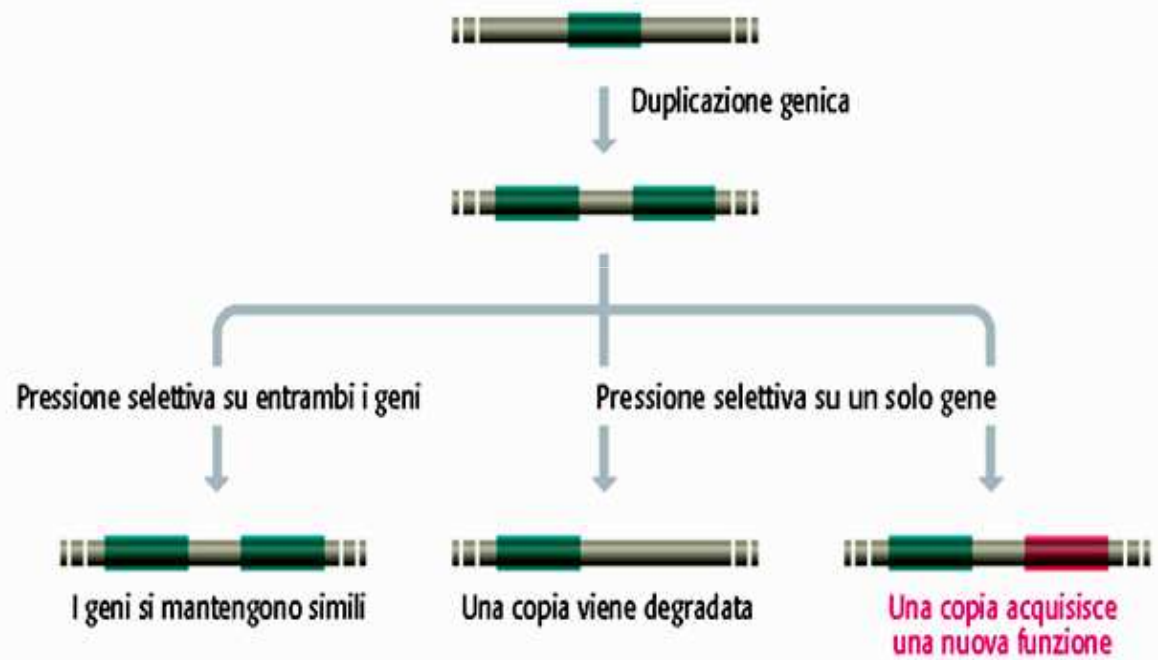 Duplicazione genica
Pressione selettiva su entrambi i geni
Pressione selettiva su un solo gene
I geni si mantengono simili
Una copia viene degradata
Una copia acquisisce
una nuova funzione